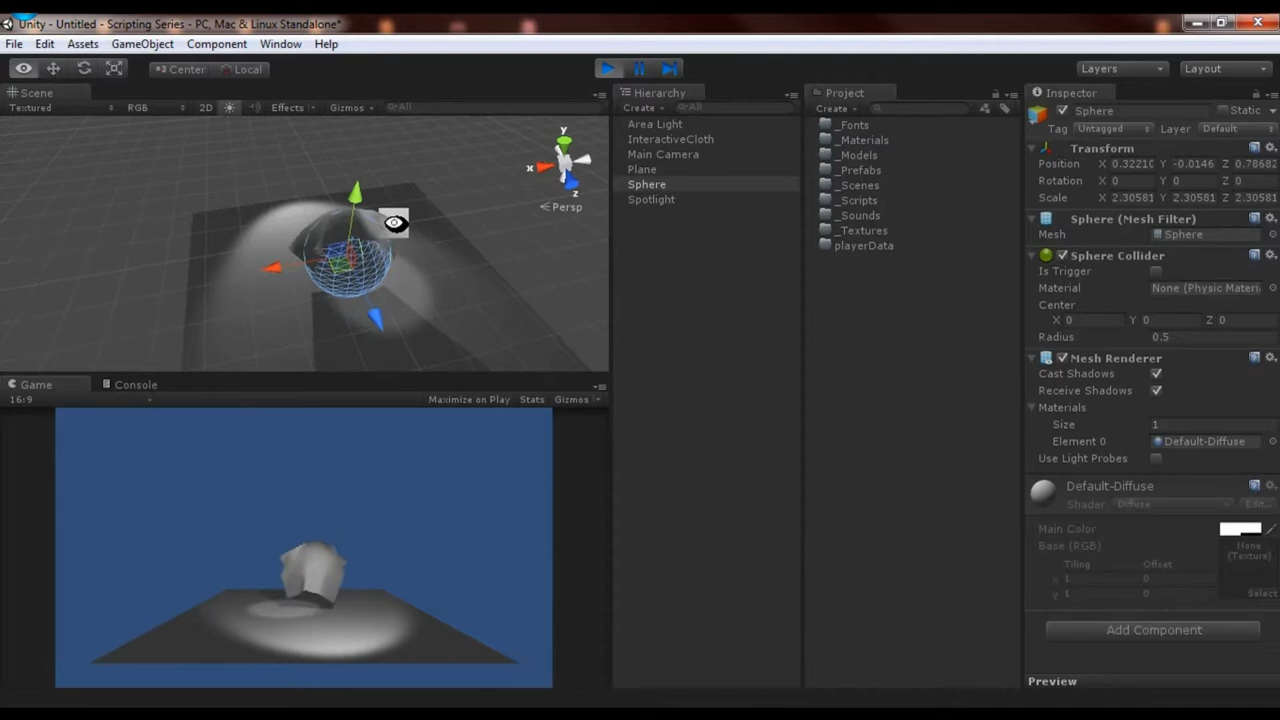 Unity - Untitled - Scripting Series - PC, Mac & Linux Standalone*
File Edit Assets GameObject Component Window Help
Center Local
Layers Layout
Scene
Textured RGB 2D Effects Gizmos All
y
x
z
Persp
Game Console
16:9 Maximize on Play Stats Gizmos
Hierarchy
Create All
Area Light
InteractiveCloth
Main Camera
Plane
Sphere
Spotlight
Project
Create
_Fonts
_Materials
_Models
_Prefabs
_Scenes
_Scripts
_Sounds
_Textures
playerData
Inspector
Sphere Static
Tag Untagged Layer Default
Transform
Position X 0.32210 Y -0.0146 Z 0.78682
Rotation X 0 Y 0 Z 0
Scale X 2.30581 Y 2.30581 Z 2.30581
Sphere (Mesh Filter)
Mesh Sphere
Sphere Collider
Is Trigger
Material None (Physic Materi
Center
X 0 Y 0 Z 0
Radius 0.5
Mesh Renderer
Cast Shadows
Receive Shadows
Materials
Size 1
Element 0 Default-Diffuse
Use Light Probes
Default-Diffuse
Shader Diffuse Edit...
Main Color
Base (RGB) None
(Texture)
Tiling Offset
x 1 0
y 1 0
Select
Add Component
Preview